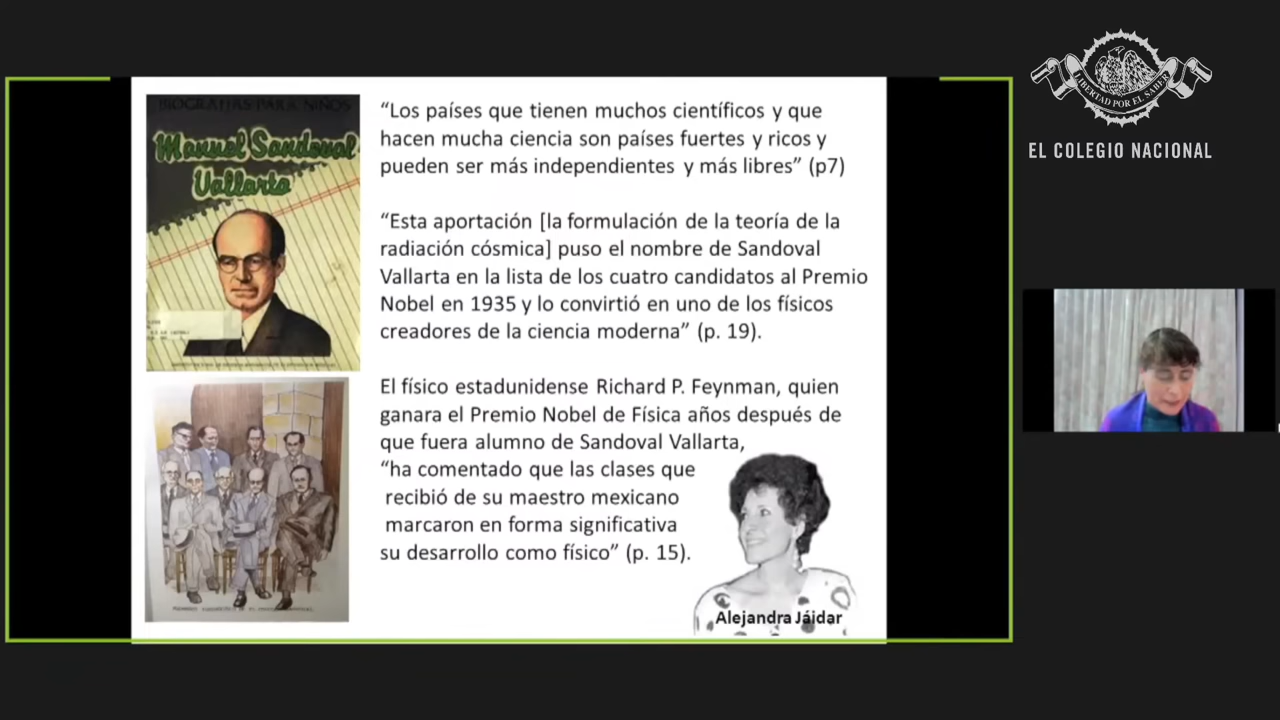 BIOGRAFIAS PARA NIÑOS
Manuel Sandoval
Vallarta
“Los países que tienen muchos científicos y que
hacen mucha ciencia son países fuertes y ricos y
pueden ser más independientes y más libres” (p7)
“Esta aportación [la formulación de la teoría de la
radiación cósmica] puso el nombre de Sandoval
Vallarta en la lista de los cuatro candidatos al Premio
Nobel en 1935 y lo convirtió en uno de los físicos
creadores de la ciencia moderna” (p. 19).
El físico estadunidense Richard P. Feynman, quien
ganara el Premio Nobel de Física años después de
que fuera alumno de Sandoval Vallarta,
“ha comentado que las clases que
recibió de su maestro mexicano
marcaron en forma significativa
su desarrollo como físico” (p. 15).
Alejandra Jáidar
LIBERTAD POR EL SABER
EL COLEGIO NACIONAL